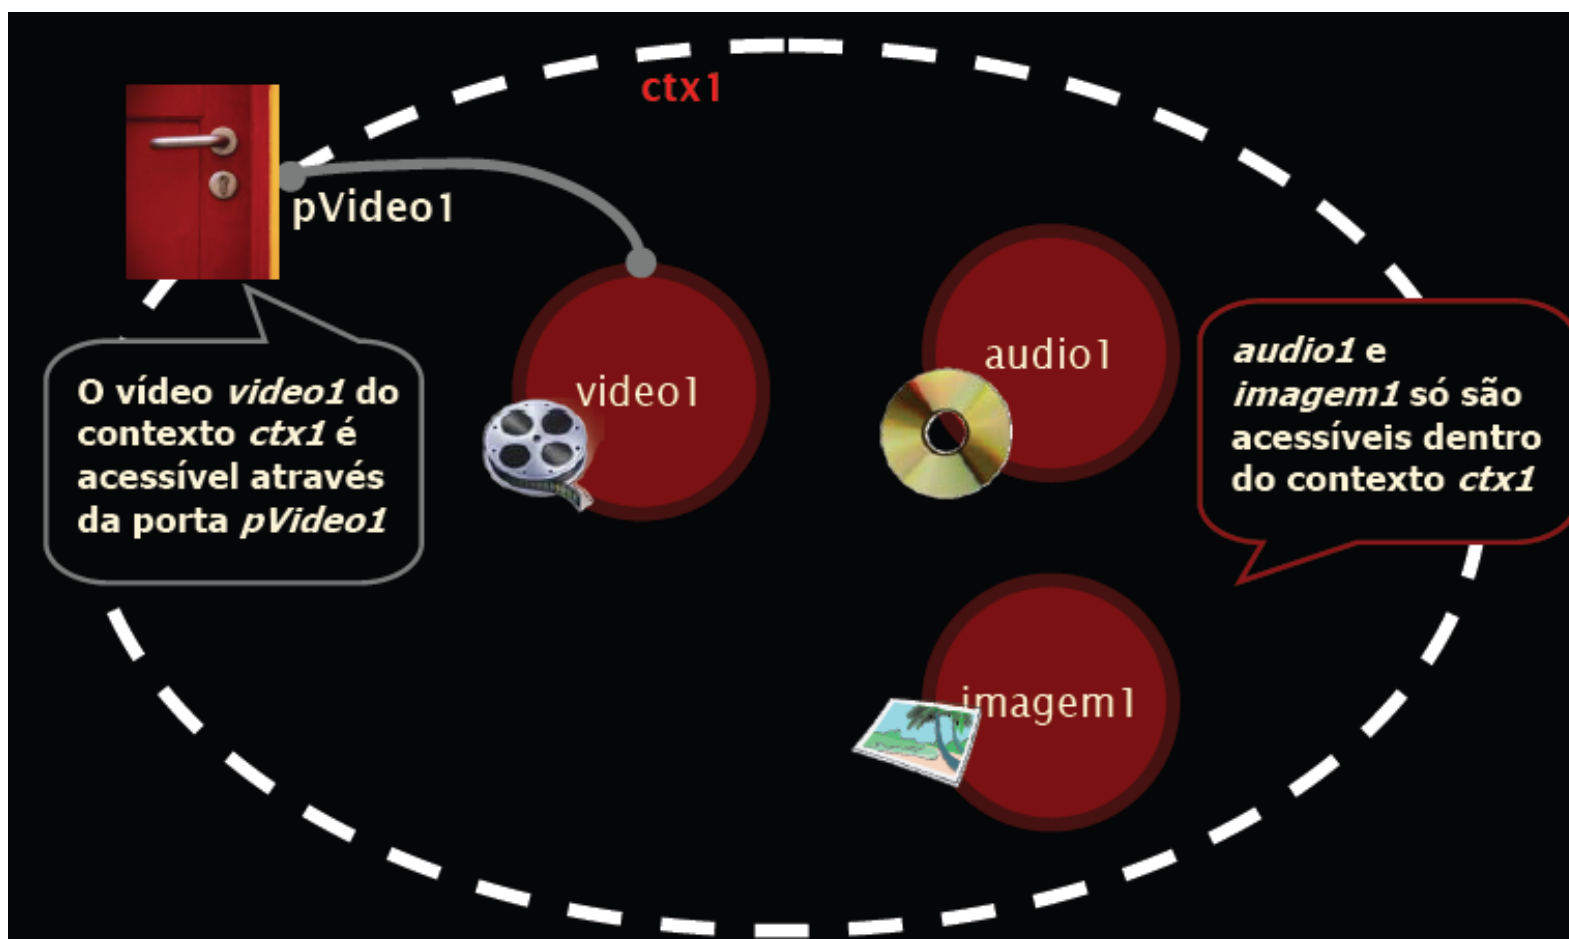 ctx1
pVideo1
O vídeo video1 do
contexto ctx1 é
acessível através
da porta pVideo1
video1
audio1
audio1 e
imagem1 só são
acessíveis dentro
do contexto ctx1
imagem1